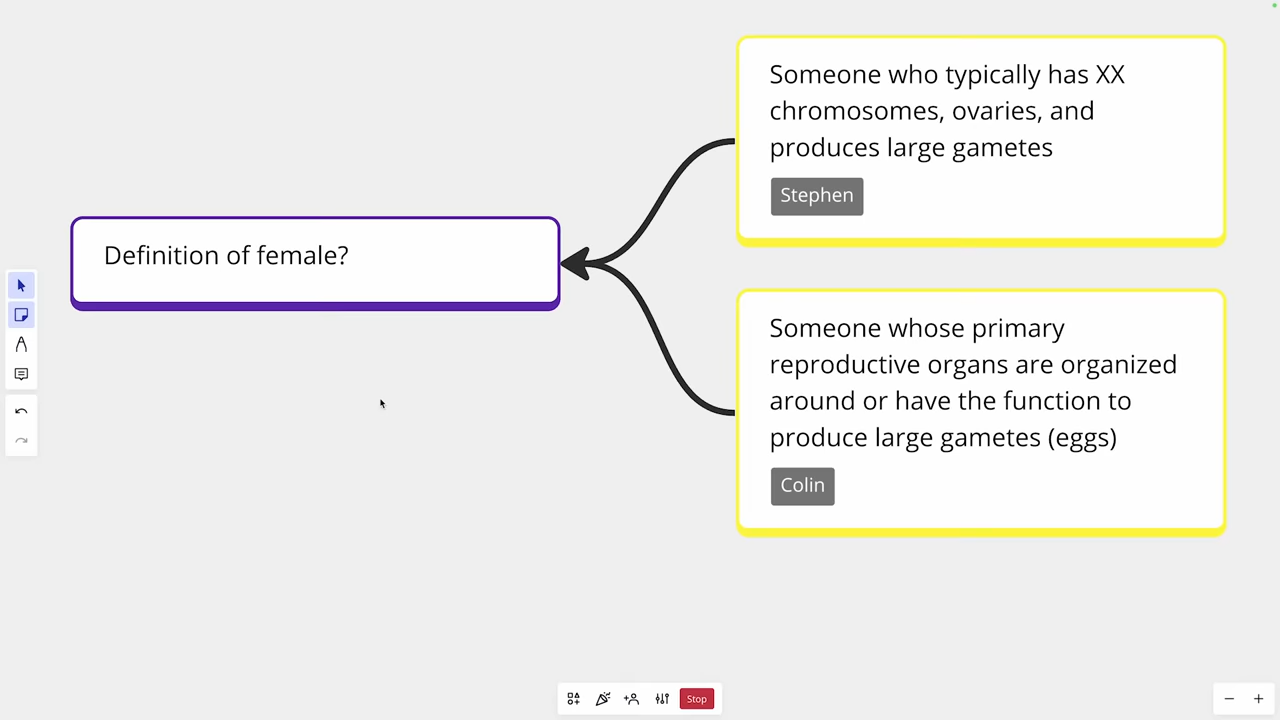 Someone who typically has XX
chromosomes, ovaries, and
produces large gametes
Stephen
Definition of female?
Someone whose primary
reproductive organs are organized
around or have the function to
produce large gametes (eggs)
Colin
Stop